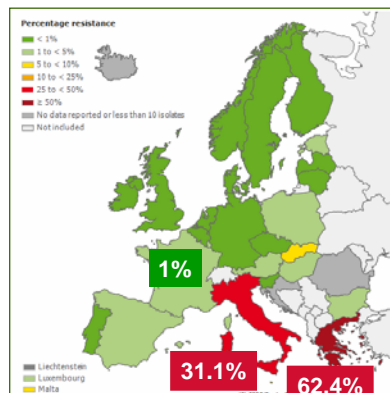 Percentage resistance
< 1%
1 to < 5%
5 to < 10%
10 to < 25%
25 to < 50%
≥ 50%
No data reported or less than 10 isolates
Not included
1%
31.1%
62.4%
Liechtenstein
Luxembourg
Malta